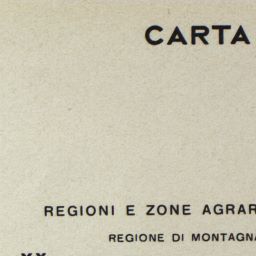 CARTA
REGIONI E ZONE AGRAR
REGIONE DI MONTAGNA